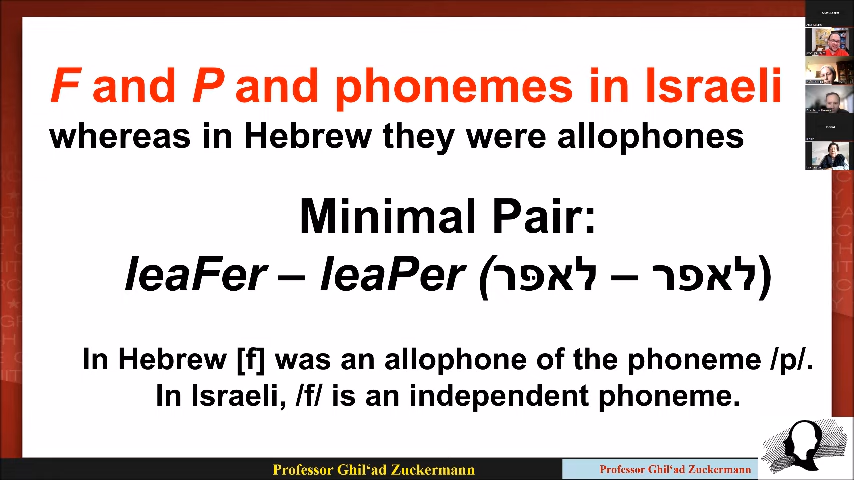 F and P and phonemes in Israeli
whereas in Hebrew they were allophones
Minimal Pair:
leaFer – leaPer (לאפר – לאפּר)
In Hebrew [f] was an allophone of the phoneme /p/.
In Israeli, /f/ is an independent phoneme.
Professor Ghil‘ad Zuckermann
Professor Ghil‘ad Zuckermann